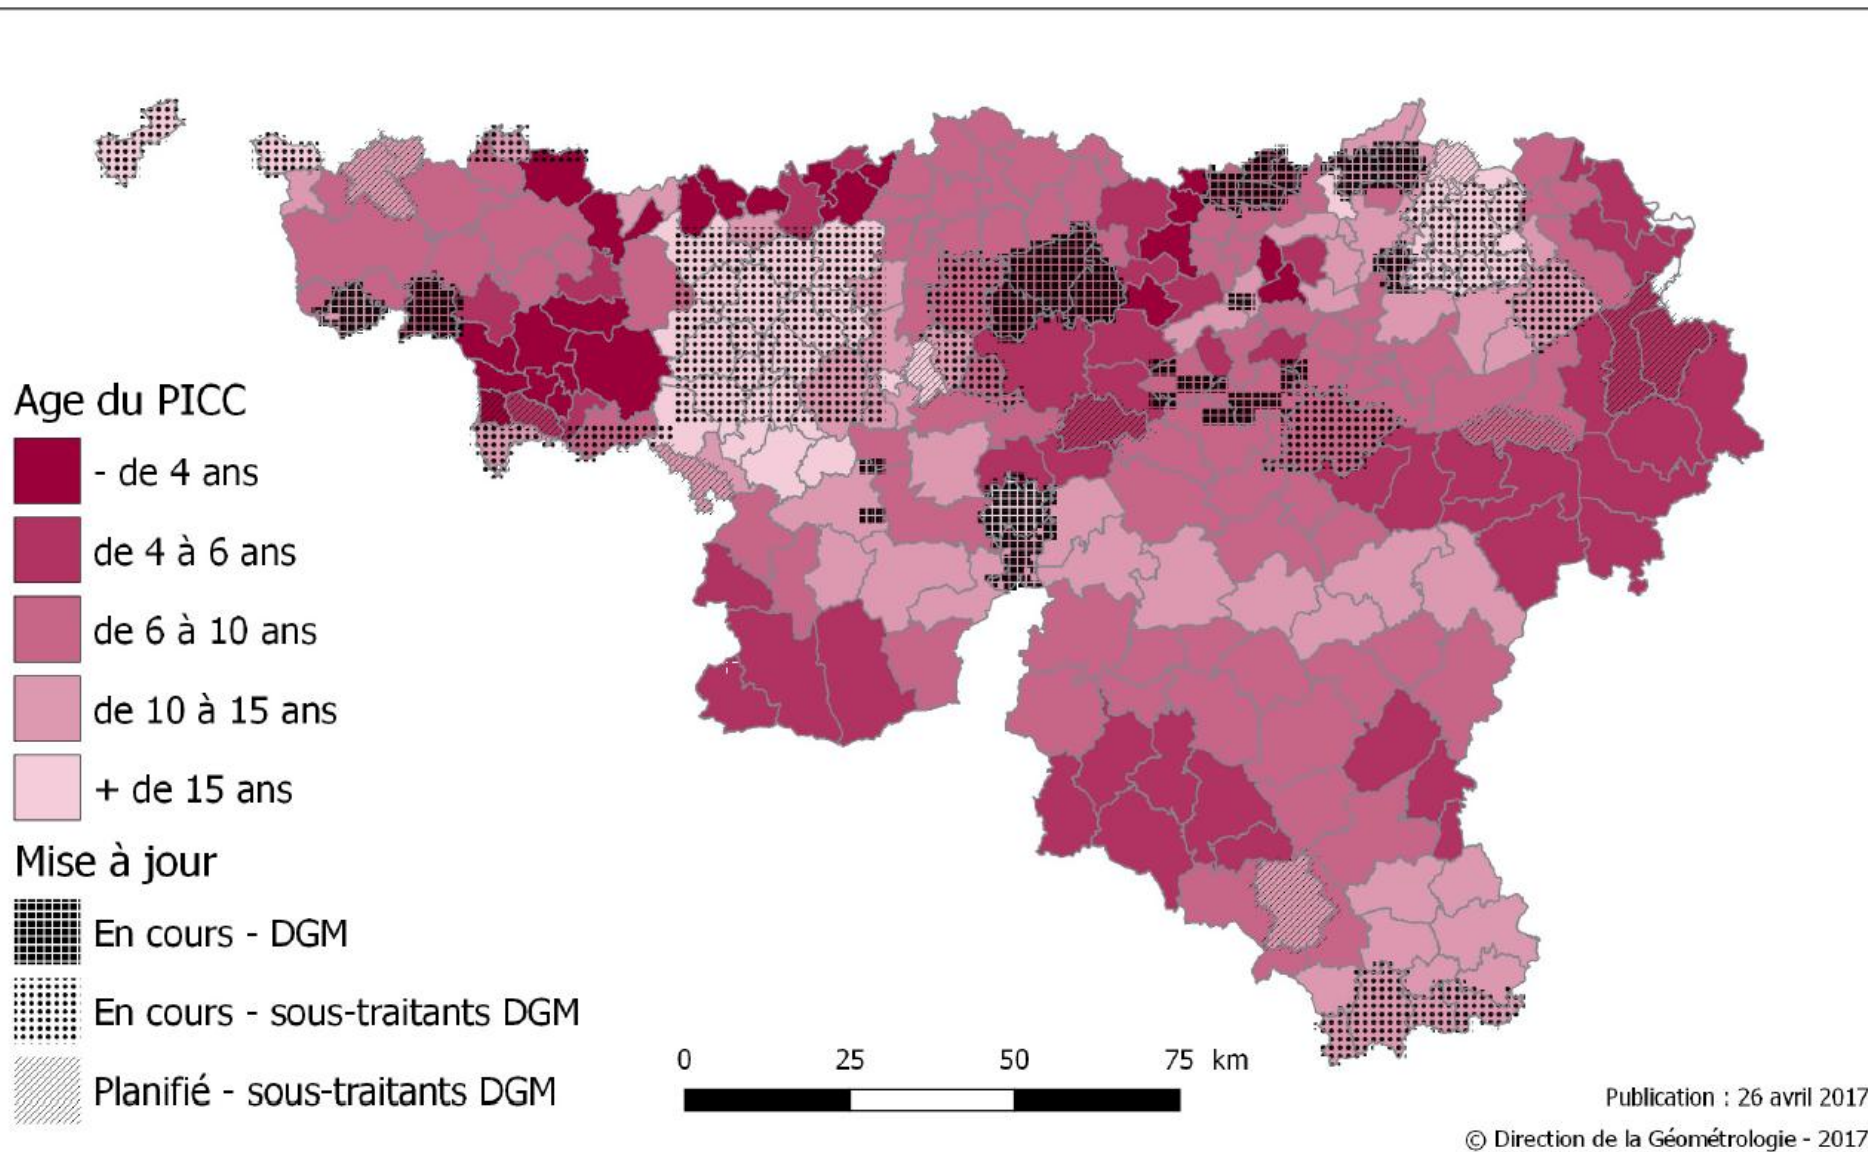 Age du PICC
- de 4 ans
de 4 à 6 ans
de 6 à 10 ans
de 10 à 15 ans
+ de 15 ans
Mise à jour
En cours - DGM
En cours - sous-traitants DGM
Planifié - sous-traitants DGM
0 25 50 75 km
Publication : 26 avril 2017
© Direction de la Géométrologie - 2017